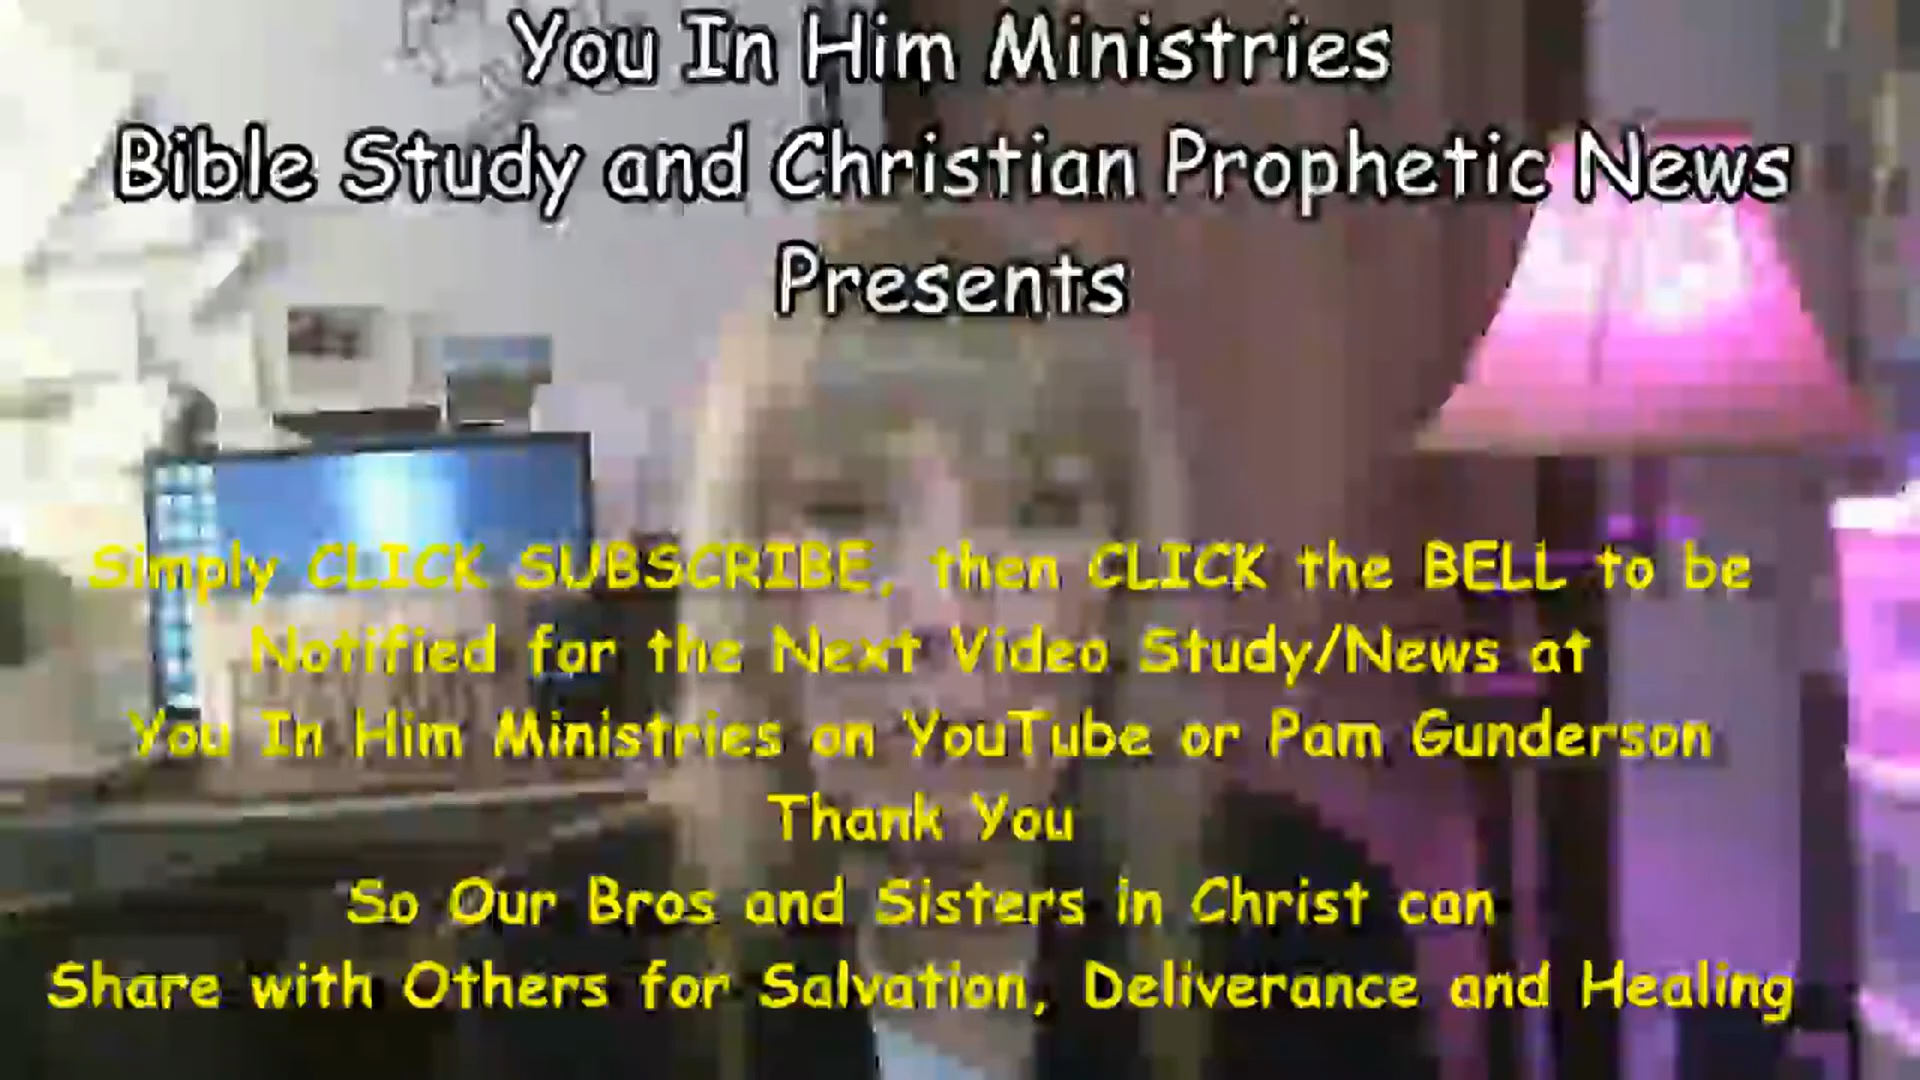 You In Him Ministries
Bible Study and Christian Prophetic News
Presents
Simply CLICK SUBSCRIBE, then CLICK the BELL to be
Notified for the Next Video Study/News at
You In Him Ministries on YouTube or Pam Gunderson
Thank You
So Our Bros and Sisters in Christ can
Share with Others for Salvation, Deliverance and Healing